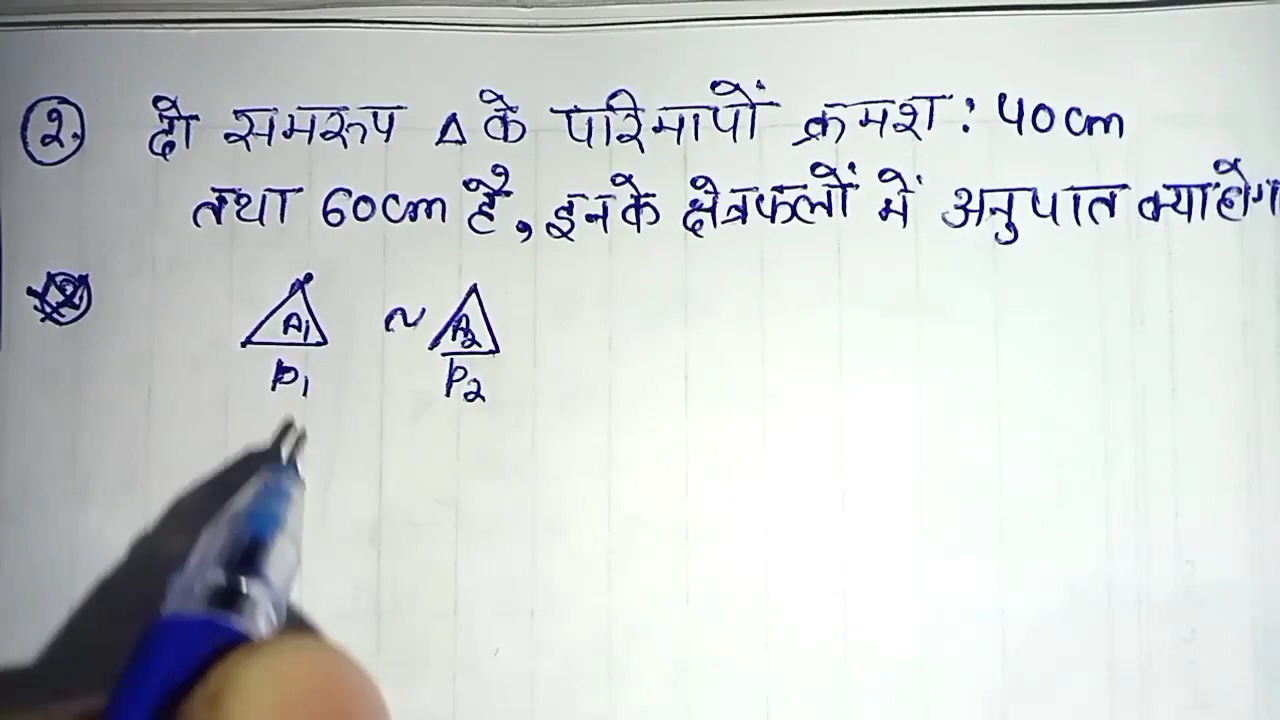 2. दो समरूप Δ के परिमापों क्रमश: 40cm
तथा 60cm है, इनके क्षेत्रफलों में अनुपात क्या होगा
A1 ~ A2
P1 P2